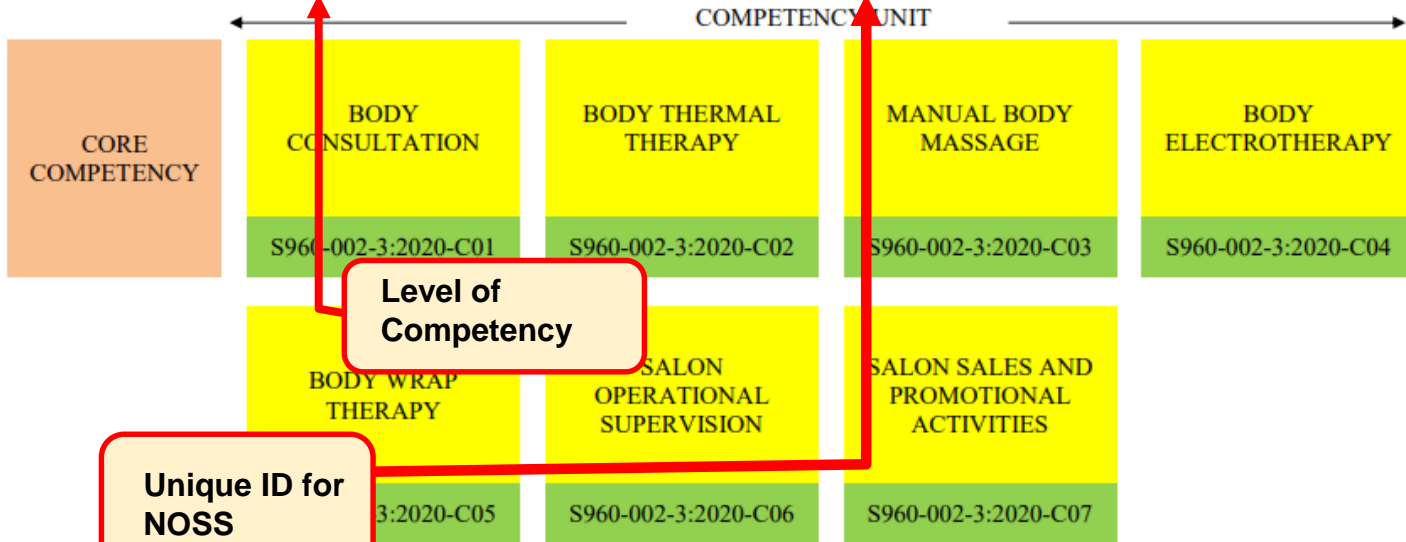 COMPETENCY UNIT
CORE
COMPETENCY
BODY
CONSULTATION
S960-002-3:2020-C01
BODY THERMAL
THERAPY
S960-002-3:2020-C02
MANUAL BODY
MASSAGE
S960-002-3:2020-C03
BODY
ELECTROTHERAPY
S960-002-3:2020-C04
Level of
Competency
BODY WRAP
THERAPY
3:2020-C05
SALON
OPERATIONAL
SUPERVISION
S960-002-3:2020-C06
SALON SALES AND
PROMOTIONAL
ACTIVITIES
S960-002-3:2020-C07
Unique ID for
NOSS